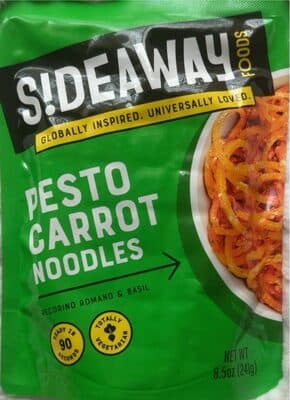 S!DEAWAY
FOODS
GLOBALLY INSPIRED. UNIVERSALLY LOVED.
PESTO
CARROT
NOODLES
PECORINO ROMANO & BASIL
READY IN
90
SECONDS
TOTALLY
VEGETARIAN
NET WT
8.5oz (241g)